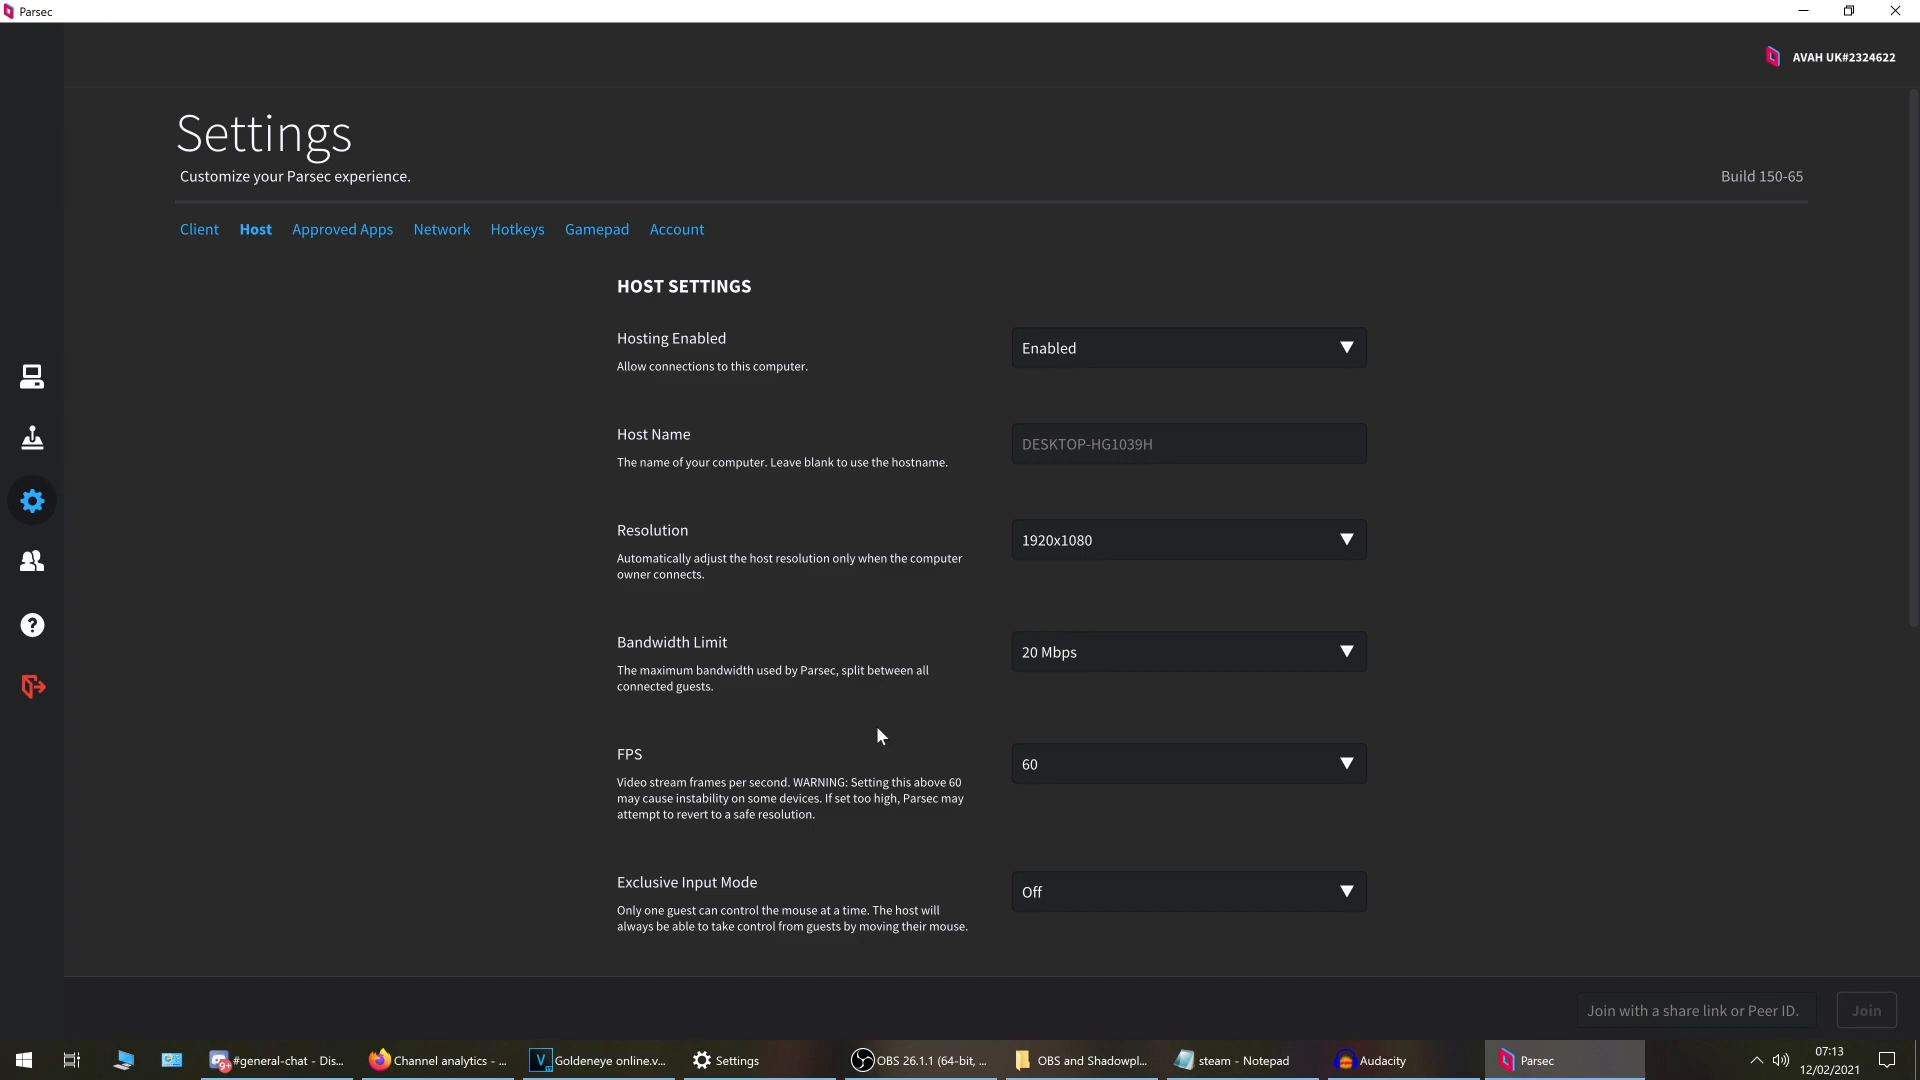 Parsec
AVAH UK#2324622
Settings
Customize your Parsec experience.
Build 150-65
Client Host Approved Apps Network Hotkeys Gamepad Account
HOST SETTINGS
Hosting Enabled
Allow connections to this computer.
Enabled
Host Name
The name of your computer. Leave blank to use the hostname.
DESKTOP-HG1039H
Resolution
Automatically adjust the host resolution only when the computer
owner connects.
1920x1080
Bandwidth Limit
The maximum bandwidth used by Parsec, split between all
connected guests.
20 Mbps
FPS
Video stream frames per second. WARNING: Setting this above 60
may cause instability on some devices. If set too high, Parsec may
attempt to revert to a safe resolution.
60
Exclusive Input Mode
Only one guest can control the mouse at a time. The host will
always be able to take control from guests by moving their mouse.
Off
Join with a share link or Peer ID.
Join
9+ #general-chat - Dis... Channel analytics - ... Goldeneye online.v... Settings OBS 26.1.1 (64-bit, ... OBS and Shadowpl... steam - Notepad Audacity Parsec
07:13
12/02/2021